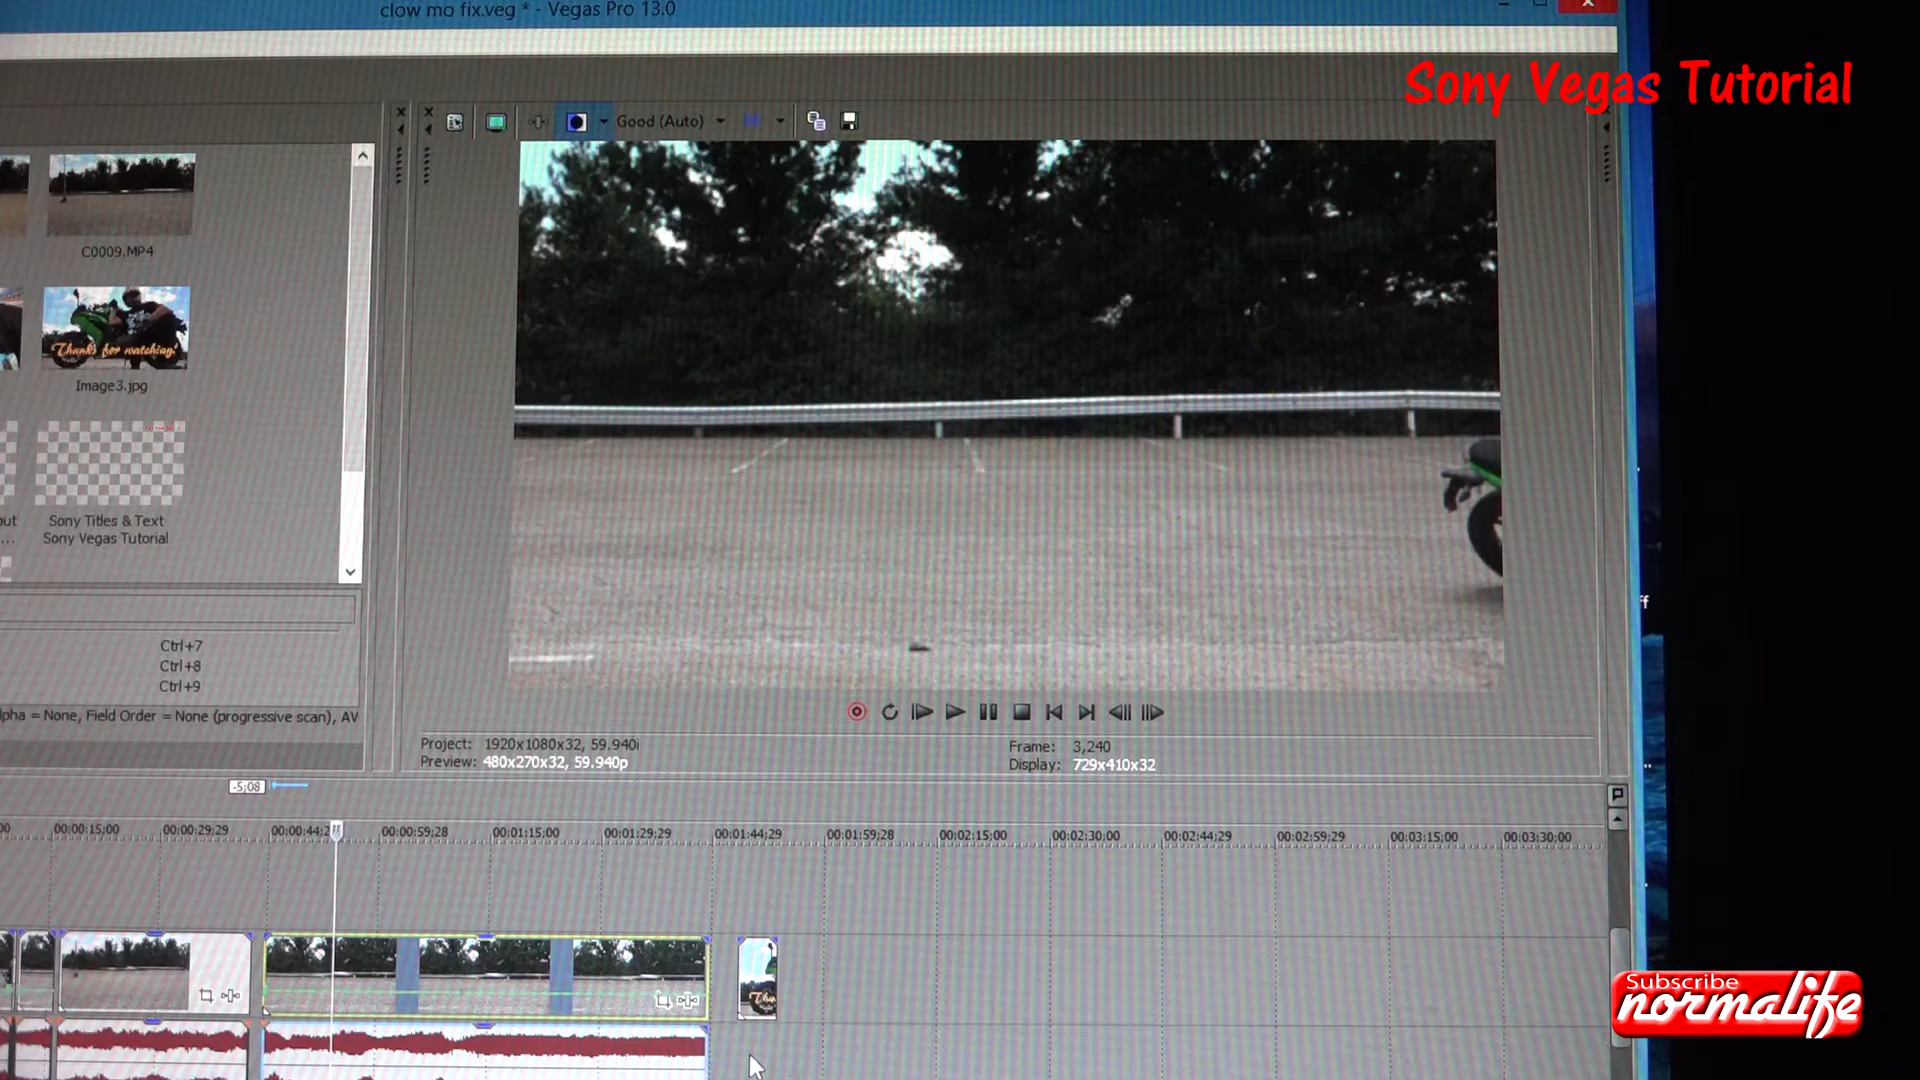 clow mo fix.veg * - Vegas Pro 13.0
Sony Vegas Tutorial
Good (Auto)
C0009.MP4
Thanks for watching!
Image3.jpg
Sony Titles & Text
Sony Vegas Tutorial
Ctrl+7
Ctrl+8
Ctrl+9
lpha = None, Field Order = None (progressive scan), AV
Project: 1920x1080x32, 59.940i
Preview: 480x270x32, 59.940p
Frame: 3,240
Display: 729x410x32
-5;08
00:00:15;00 00:00:29;29 00:00:44;2 00:00:59;28 00:01:15;00 00:01:29;29 00:01:44;29 00:01:59;28 00:02:15;00 00:02:30;00 00:02:44;29 00:02:59;29 00:03:15;00 00:03:30;00
Subscribe
normalife